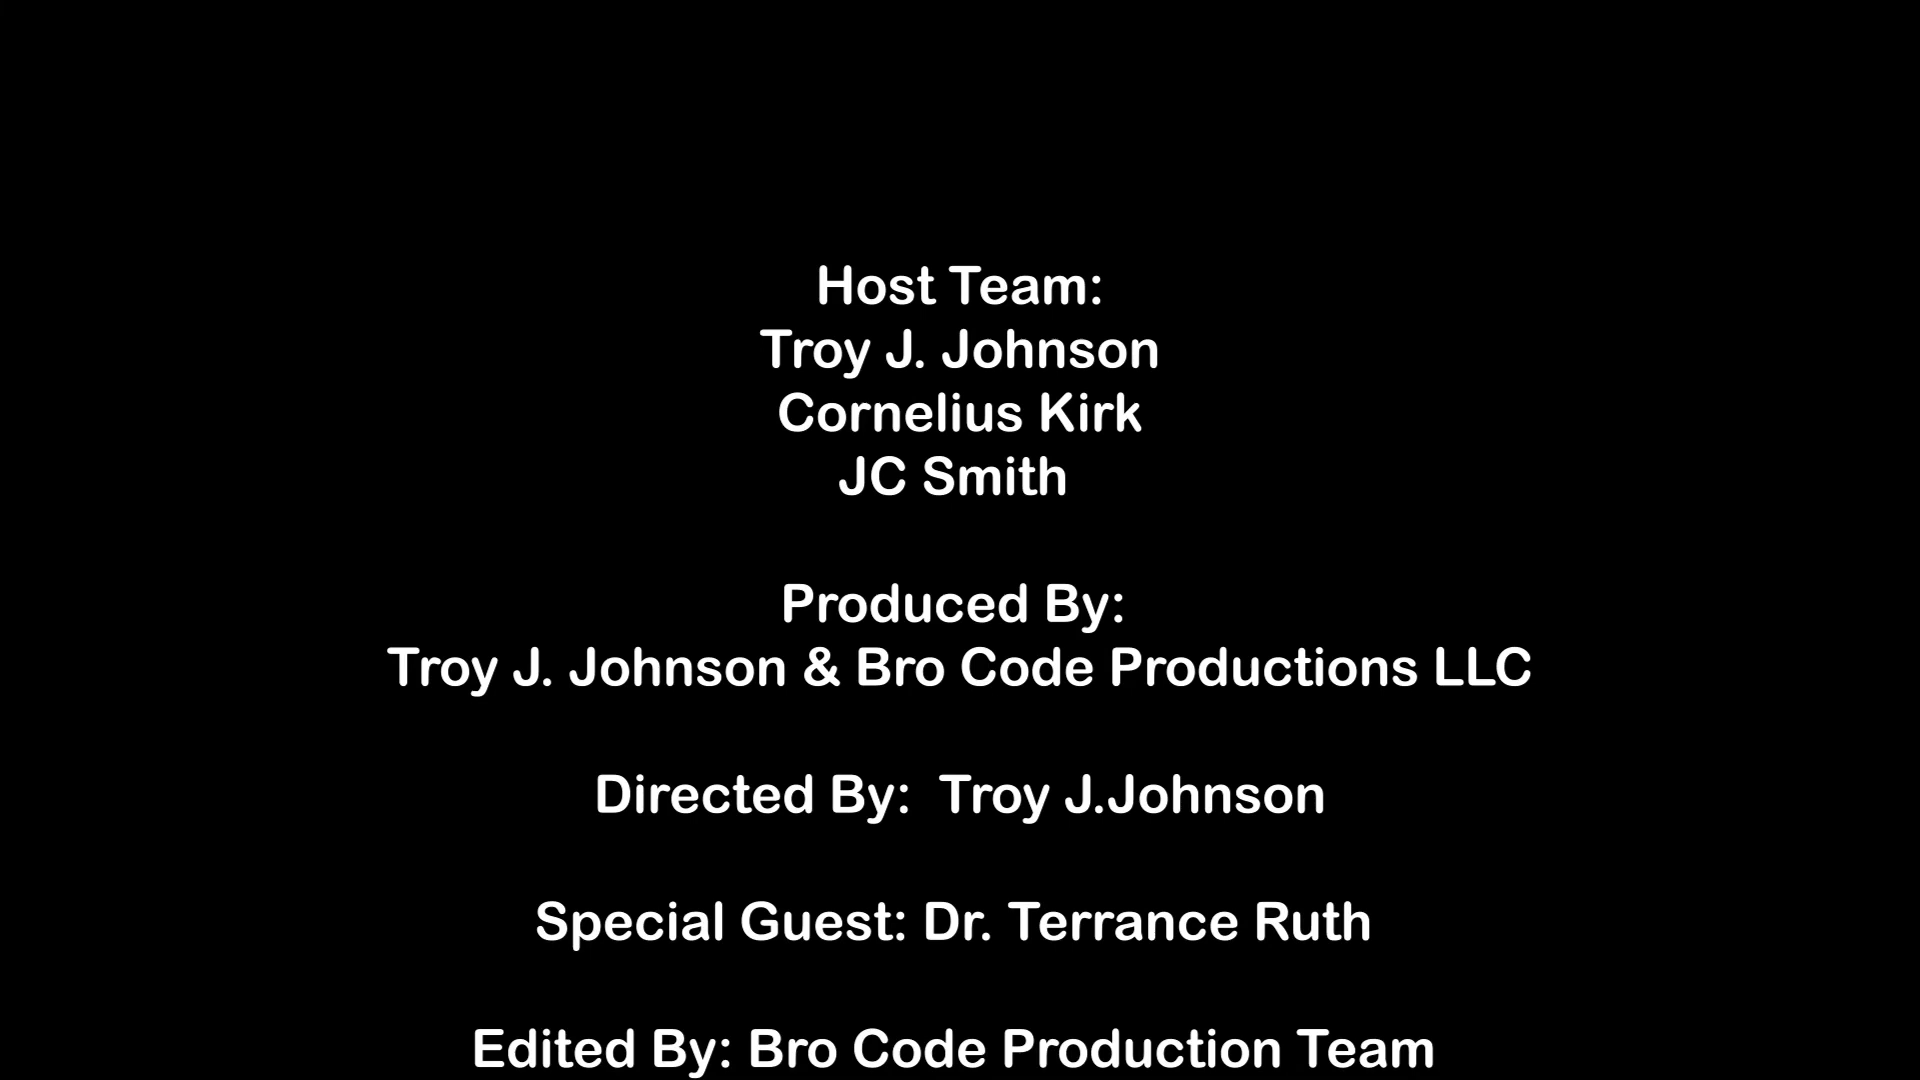 Host Team:
Troy J. Johnson
Cornelius Kirk
JC Smith
Produced By:
Troy J. Johnson & Bro Code Productions LLC
Directed By:  Troy J.Johnson
Special Guest: Dr. Terrance Ruth
Edited By: Bro Code Production Team